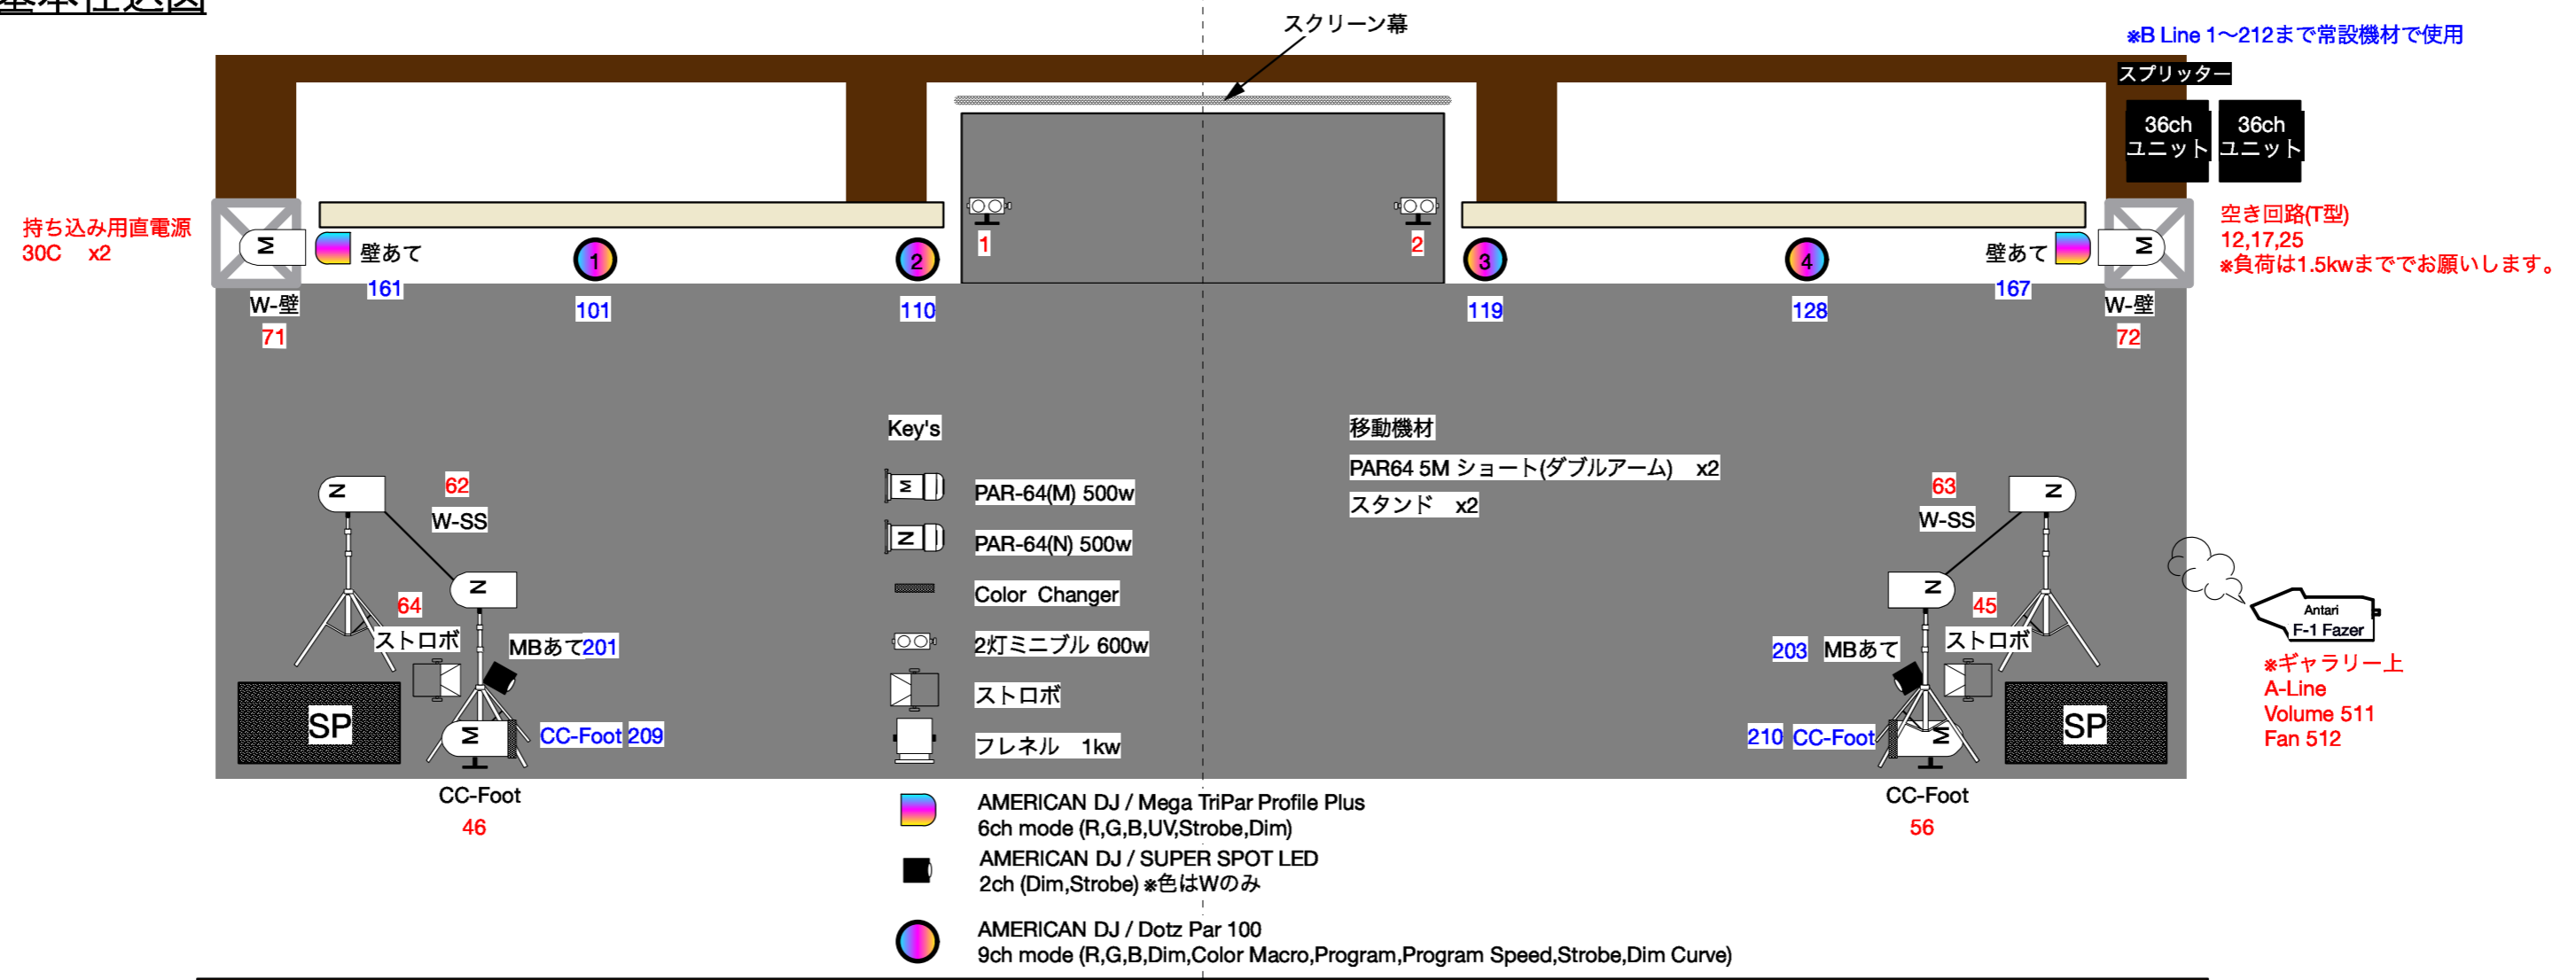 基本仕込図
スクリーン幕
※B Line 1〜212まで常設機材で使用
スプリッター
36ch
ユニット
36ch
ユニット
持ち込み用直電源
30C x2
M
壁あて
161
W-壁
71
1
101
2
110
1
2
3
119
4
128
壁あて
167
M
W-壁
72
空き回路(T型)
12,17,25
※負荷は1.5kwまででお願いします。
N
62
W-SS
N
64
ストロボ
MBあて201
SP
M
CC-Foot 209
CC-Foot
46
Key's
M
PAR-64(M) 500w
N
PAR-64(N) 500w
Color Changer
2灯ミニブル 600w
ストロボ
フレネル 1kw
AMERICAN DJ / Mega TriPar Profile Plus
6ch mode (R,G,B,UV,Strobe,Dim)
AMERICAN DJ / SUPER SPOT LED
2ch (Dim,Strobe) ※色はWのみ
AMERICAN DJ / Dotz Par 100
9ch mode (R,G,B,Dim,Color Macro,Program,Program Speed,Strobe,Dim Curve)
移動機材
PAR64 5M ショート(ダブルアーム) x2
スタンド x2
63
W-SS
N
N
45
ストロボ
203 MBあて
210 CC-Foot
M
SP
CC-Foot
56
Antari
F-1 Fazer
※ギャラリー上
A-Line
Volume 511
Fan 512